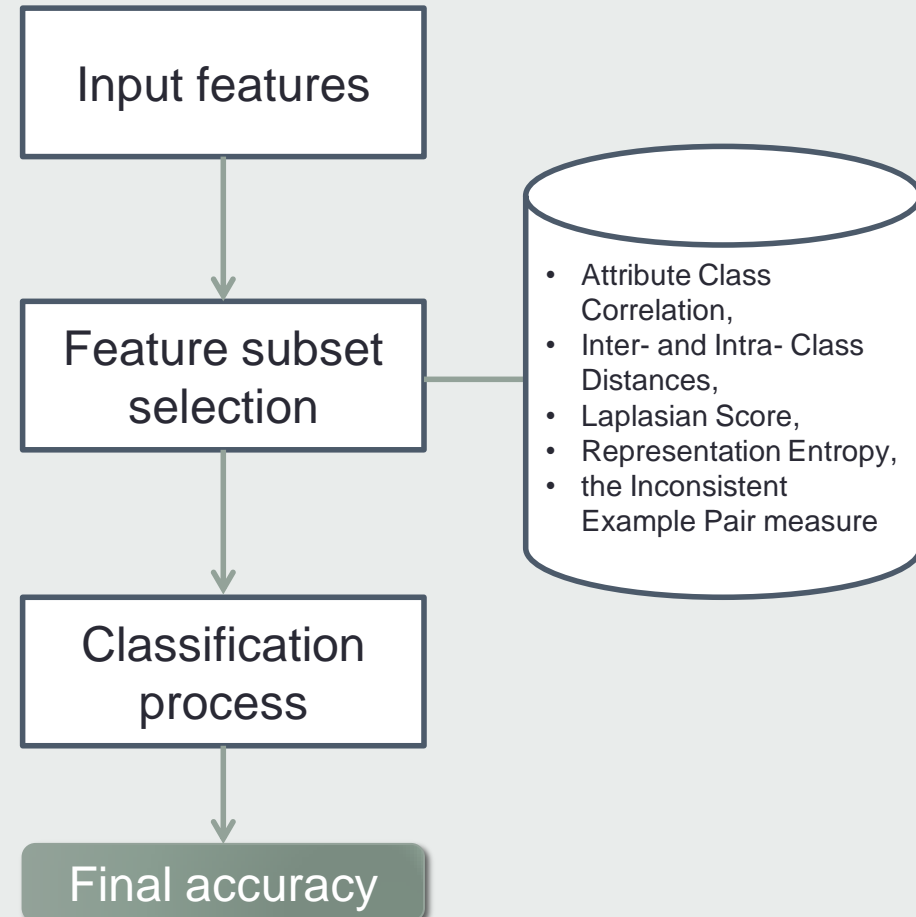 Input features
Feature subset
selection
• Attribute Class
Correlation,
• Inter- and Intra- Class
Distances,
• Laplasian Score,
• Representation Entropy,
• the Inconsistent
Example Pair measure
Classification
process
Final accuracy